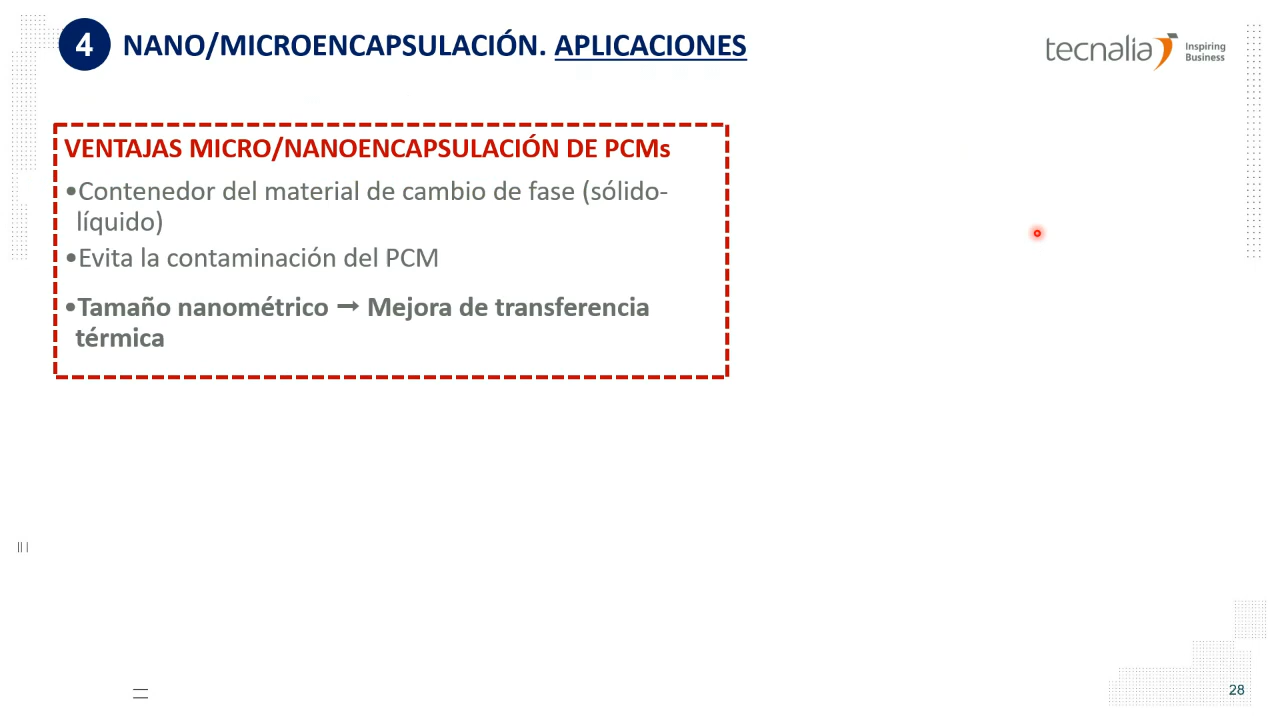 4 NANO/MICROENCAPSULACIÓN. APLICACIONES
tecnalia Inspiring
Business
VENTAJAS MICRO/NANOENCAPSULACIÓN DE PCMs
•Contenedor del material de cambio de fase (sólido-
líquido)
•Evita la contaminación del PCM
•Tamaño nanométrico → Mejora de transferencia
térmica
28